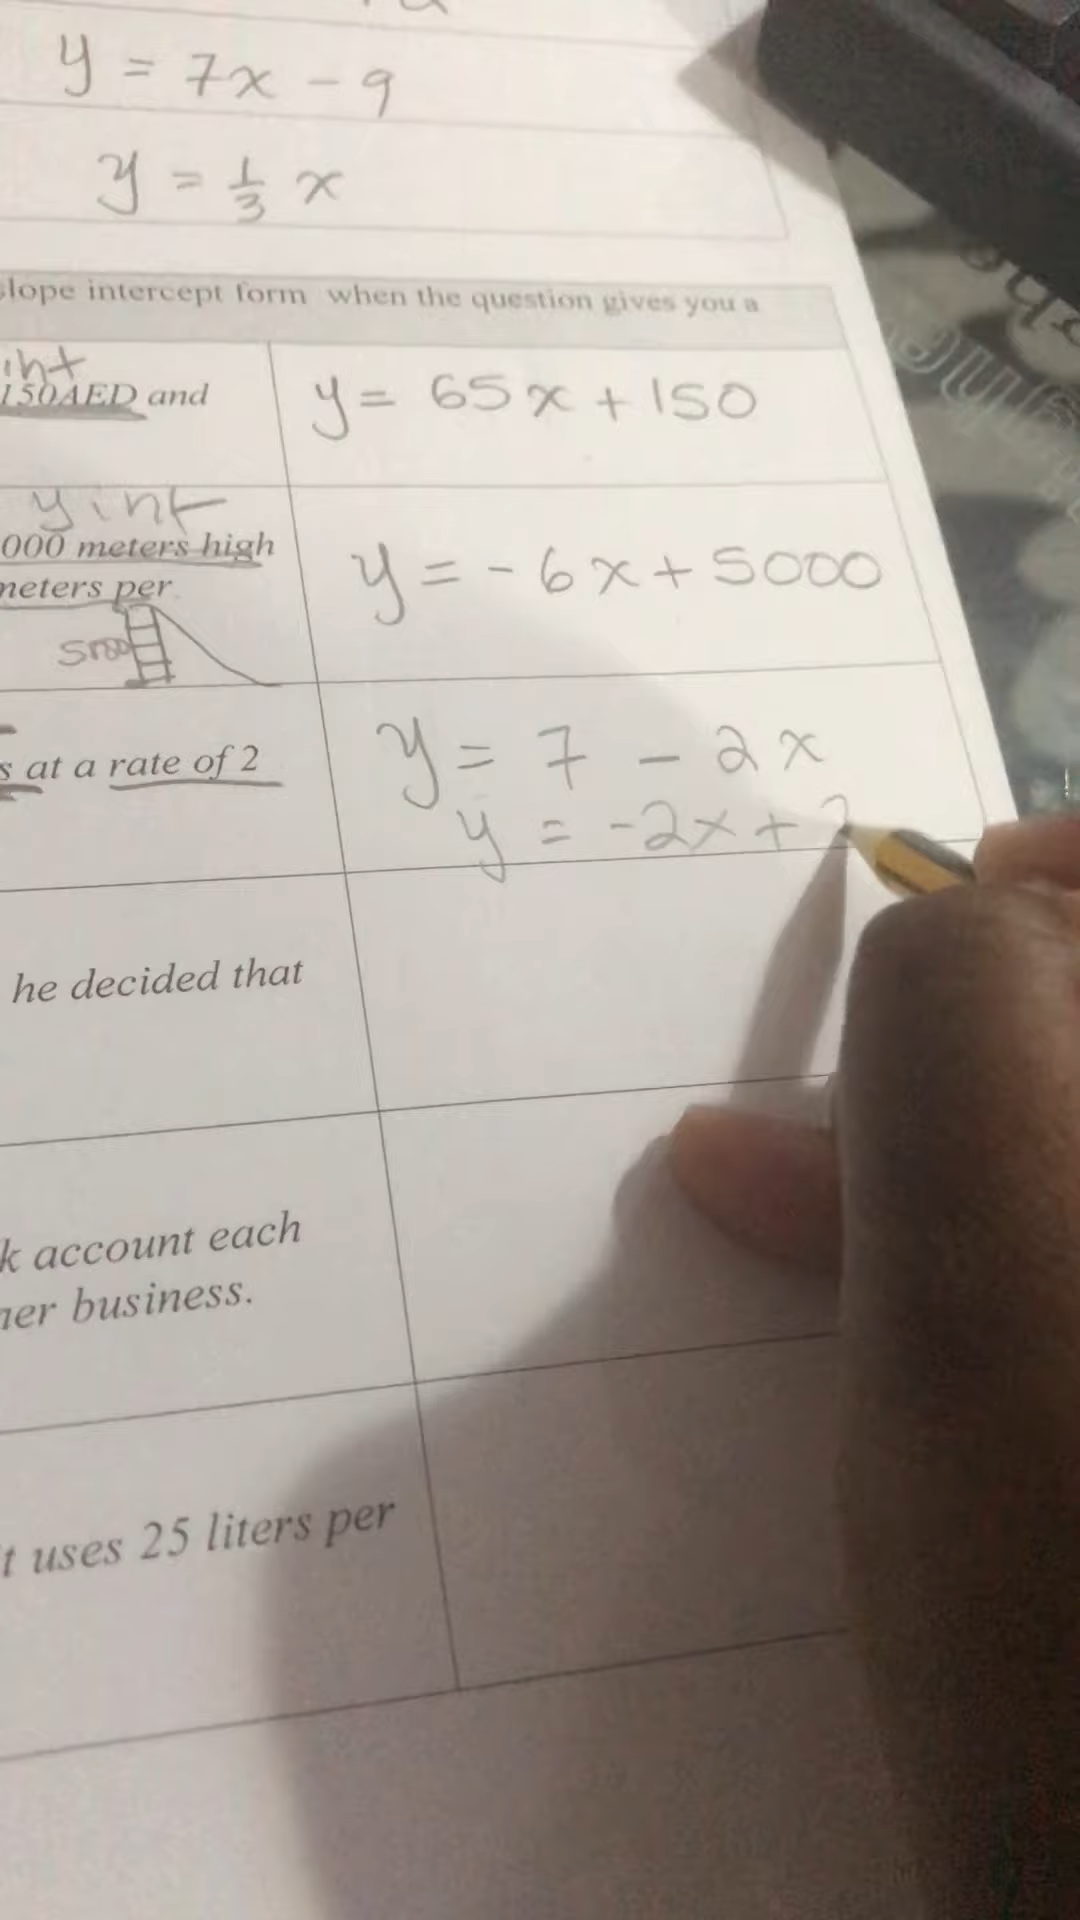 y = 7x - 9
y = 1/3 x
slope intercept form when the question gives you a
int
150AED and
y = 65x + 150
y int
000 meters high
meters per
y = - 6x + 5000
at a rate of 2
y = 7 - 2x
y = -2x +
he decided that
account each
business.
uses 25 liters per